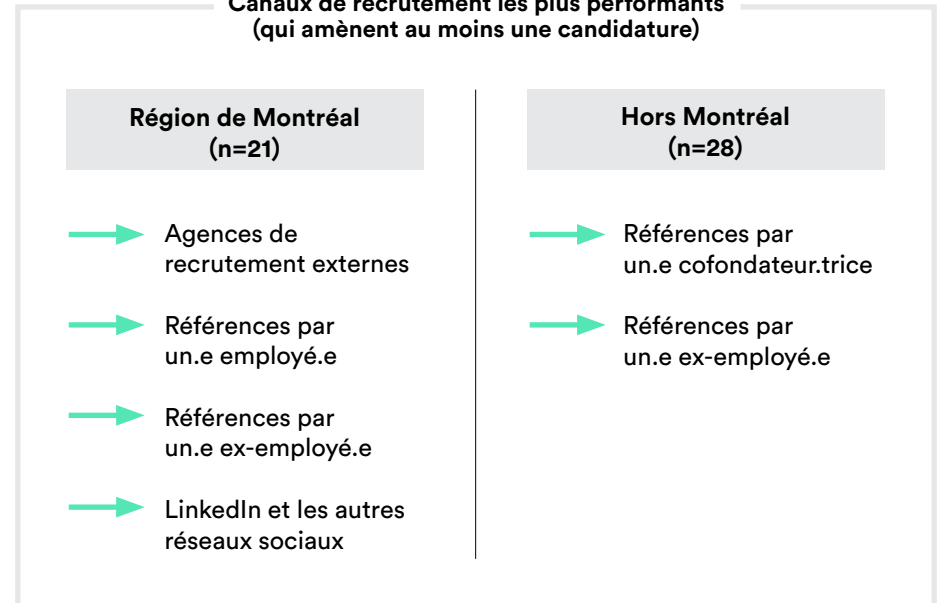 Canaux de recrutement les plus performants
(qui amènent au moins une candidature)
Région de Montréal
(n=21)
Agences de
recrutement externes
Références par
un.e employé.e
Références par
un.e ex-employé.e
LinkedIn et les autres
réseaux sociaux
Hors Montréal
(n=28)
Références par
un.e cofondateur.trice
Références par
un.e ex-employé.e